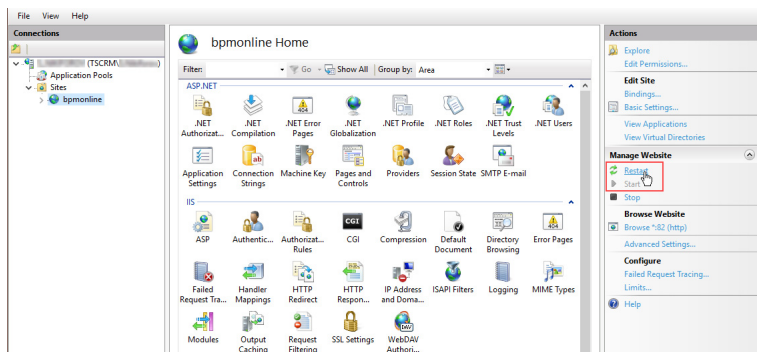 File View Help
Connections
(TSCRM\ )
Application Pools
Sites
bpmonline
bpmonline Home
Filter: Go Show All Group by: Area
ASP.NET
.NET Authorizat... .NET Compilation .NET Error Pages .NET Globalization .NET Profile .NET Roles .NET Trust Levels .NET Users
Application Settings Connection Strings Machine Key Pages and Controls Providers Session State SMTP E-mail
IIS
ASP Authentic... Authorizat... Rules CGI Compression Default Document Directory Browsing Error Pages
Failed Request Tra... Handler Mappings HTTP Redirect HTTP Respon... IP Address and Doma... ISAPI Filters Logging MIME Types
Modules Output Caching Request Filtering SSL Settings WebDAV Authori...
Actions
Explore
Edit Permissions...
Edit Site
Bindings...
Basic Settings...
View Applications
View Virtual Directories
Manage Website
Restart
Start
Stop
Browse Website
Browse *:82 (http)
Advanced Settings...
Configure
Failed Request Tracing...
Limits...
Help